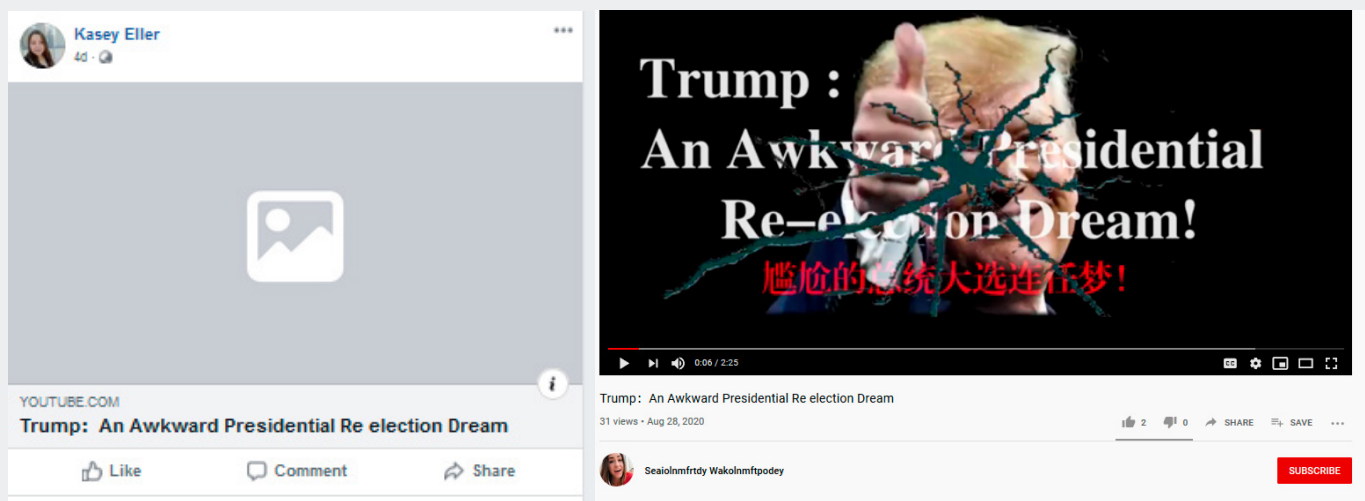 Kasey Eller
4d ·
YOUTUBE.COM
Trump: An Awkward Presidential Re election Dream
Like
Comment
Share
Trump :
An Awkward Presidential
Re-election Dream!
尴尬的总统大选连任梦!
0:06 / 2:25
Trump: An Awkward Presidential Re election Dream
31 views • Aug 28, 2020
2
0
SHARE
SAVE
Seaiolnmfrtdy Wakolnmftpodey
SUBSCRIBE